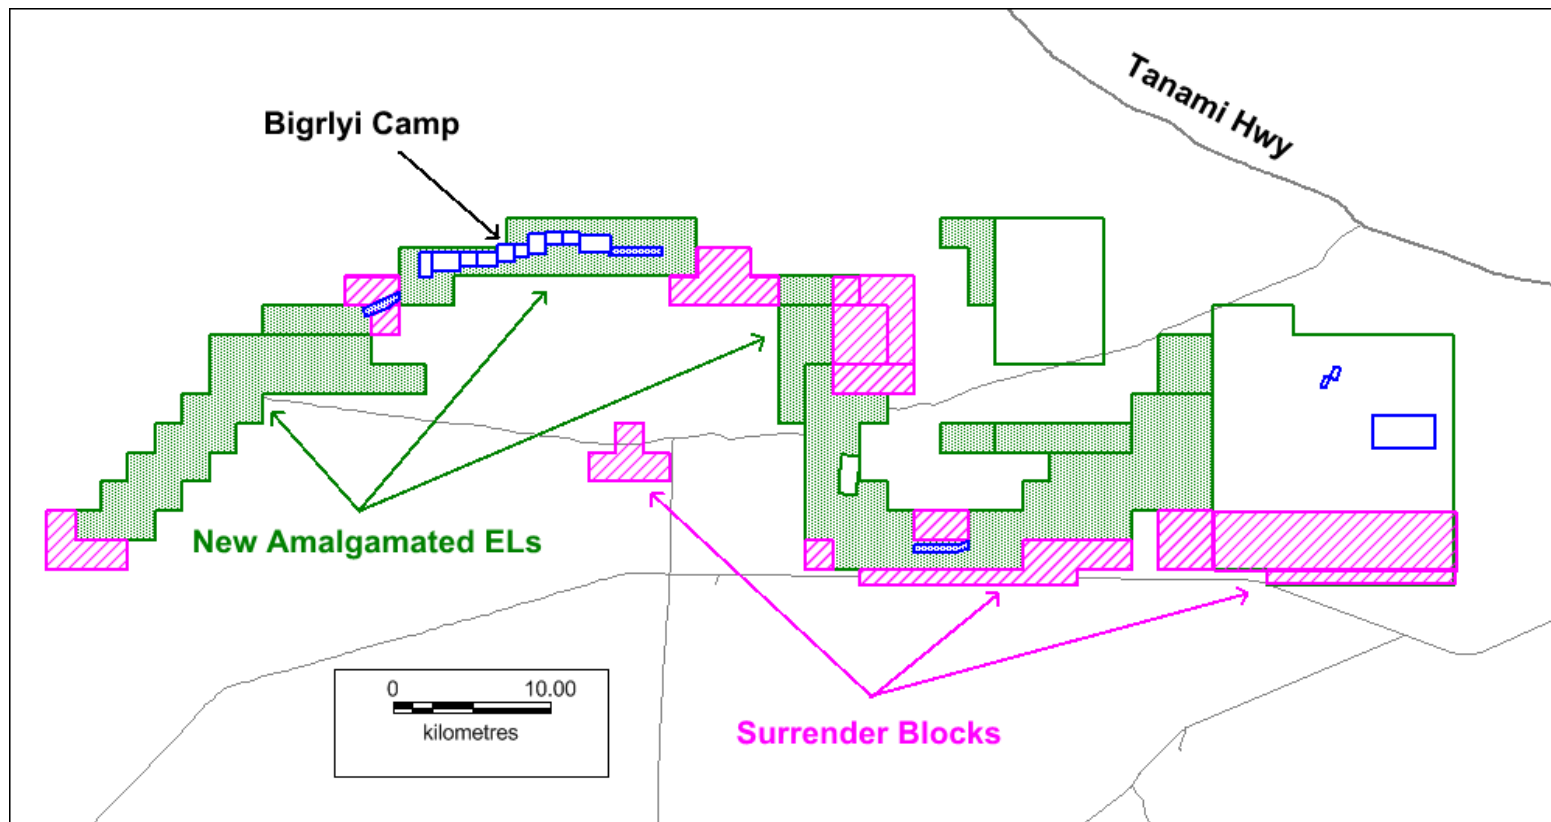 Tanami Hwy
Bigrlyi Camp
New Amalgamated ELs
0 10.00
kilometres
Surrender Blocks